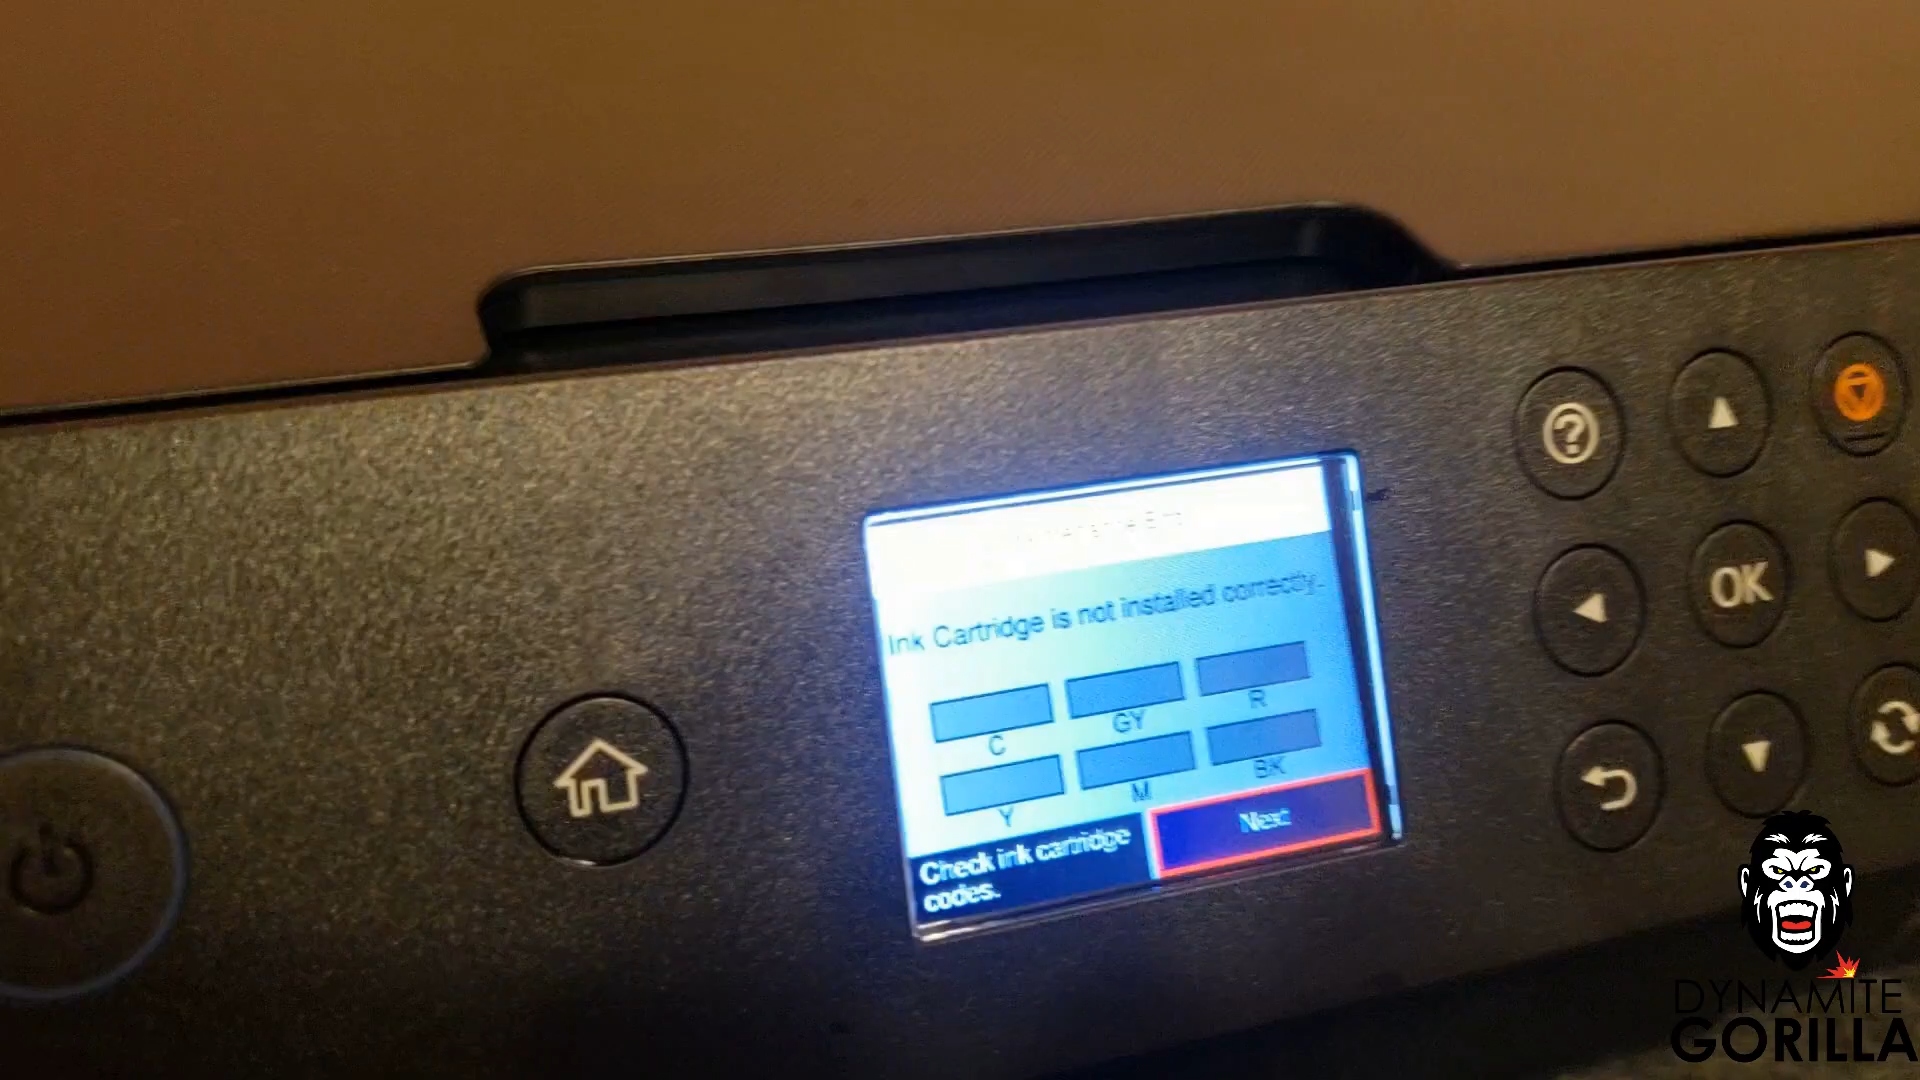 Ink Cartridge is not installed correctly.
C
GY
R
Y
M
BK
Check ink cartridge
codes.
Next
OK
DYNAMITE
GORILLA